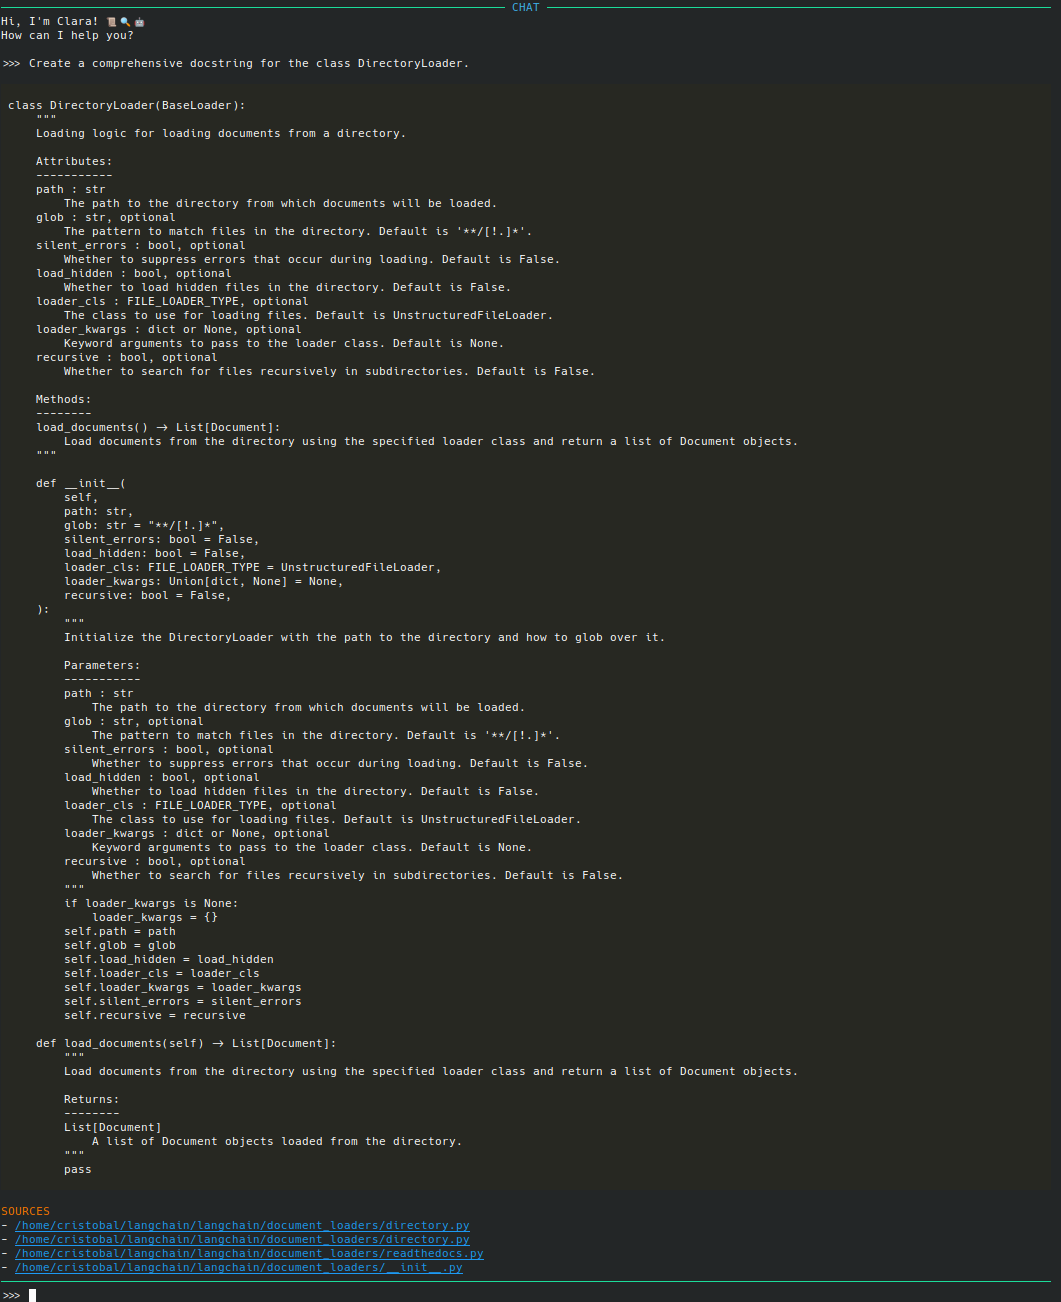 CHAT
Hi, I'm Clara! 📜🔍🤖
How can I help you?
>>> Create a comprehensive docstring for the class DirectoryLoader.
class DirectoryLoader(BaseLoader):
    """
    Loading logic for loading documents from a directory.
    Attributes:
    -----------
    path : str
        The path to the directory from which documents will be loaded.
    glob : str, optional
        The pattern to match files in the directory. Default is '**/[!.]*'.
    silent_errors : bool, optional
        Whether to suppress errors that occur during loading. Default is False.
    load_hidden : bool, optional
        Whether to load hidden files in the directory. Default is False.
    loader_cls : FILE_LOADER_TYPE, optional
        The class to use for loading files. Default is UnstructuredFileLoader.
    loader_kwargs : dict or None, optional
        Keyword arguments to pass to the loader class. Default is None.
    recursive : bool, optional
        Whether to search for files recursively in subdirectories. Default is False.
    Methods:
    --------
    load_documents() -> List[Document]:
        Load documents from the directory using the specified loader class and return a list of Document objects.
    """
    def __init__(
        self,
        path: str,
        glob: str = "**/[!.]*",
        silent_errors: bool = False,
        load_hidden: bool = False,
        loader_cls: FILE_LOADER_TYPE = UnstructuredFileLoader,
        loader_kwargs: Union[dict, None] = None,
        recursive: bool = False,
    ):
        """
        Initialize the DirectoryLoader with the path to the directory and how to glob over it.
        Parameters:
        -----------
        path : str
            The path to the directory from which documents will be loaded.
        glob : str, optional
            The pattern to match files in the directory. Default is '**/[!.]*'.
        silent_errors : bool, optional
            Whether to suppress errors that occur during loading. Default is False.
        load_hidden : bool, optional
            Whether to load hidden files in the directory. Default is False.
        loader_cls : FILE_LOADER_TYPE, optional
            The class to use for loading files. Default is UnstructuredFileLoader.
        loader_kwargs : dict or None, optional
            Keyword arguments to pass to the loader class. Default is None.
        recursive : bool, optional
            Whether to search for files recursively in subdirectories. Default is False.
        """
        if loader_kwargs is None:
            loader_kwargs = {}
        self.path = path
        self.glob = glob
        self.load_hidden = load_hidden
        self.loader_cls = loader_cls
        self.loader_kwargs = loader_kwargs
        self.silent_errors = silent_errors
        self.recursive = recursive
    def load_documents(self) -> List[Document]:
        """
        Load documents from the directory using the specified loader class and return a list of Document objects.
        Returns:
        --------
        List[Document]
            A list of Document objects loaded from the directory.
        """
        pass
SOURCES
- /home/cristobal/langchain/langchain/document_loaders/directory.py
- /home/cristobal/langchain/langchain/document_loaders/directory.py
- /home/cristobal/langchain/langchain/document_loaders/readthedocs.py
- /home/cristobal/langchain/langchain/document_loaders/__init__.py
>>>